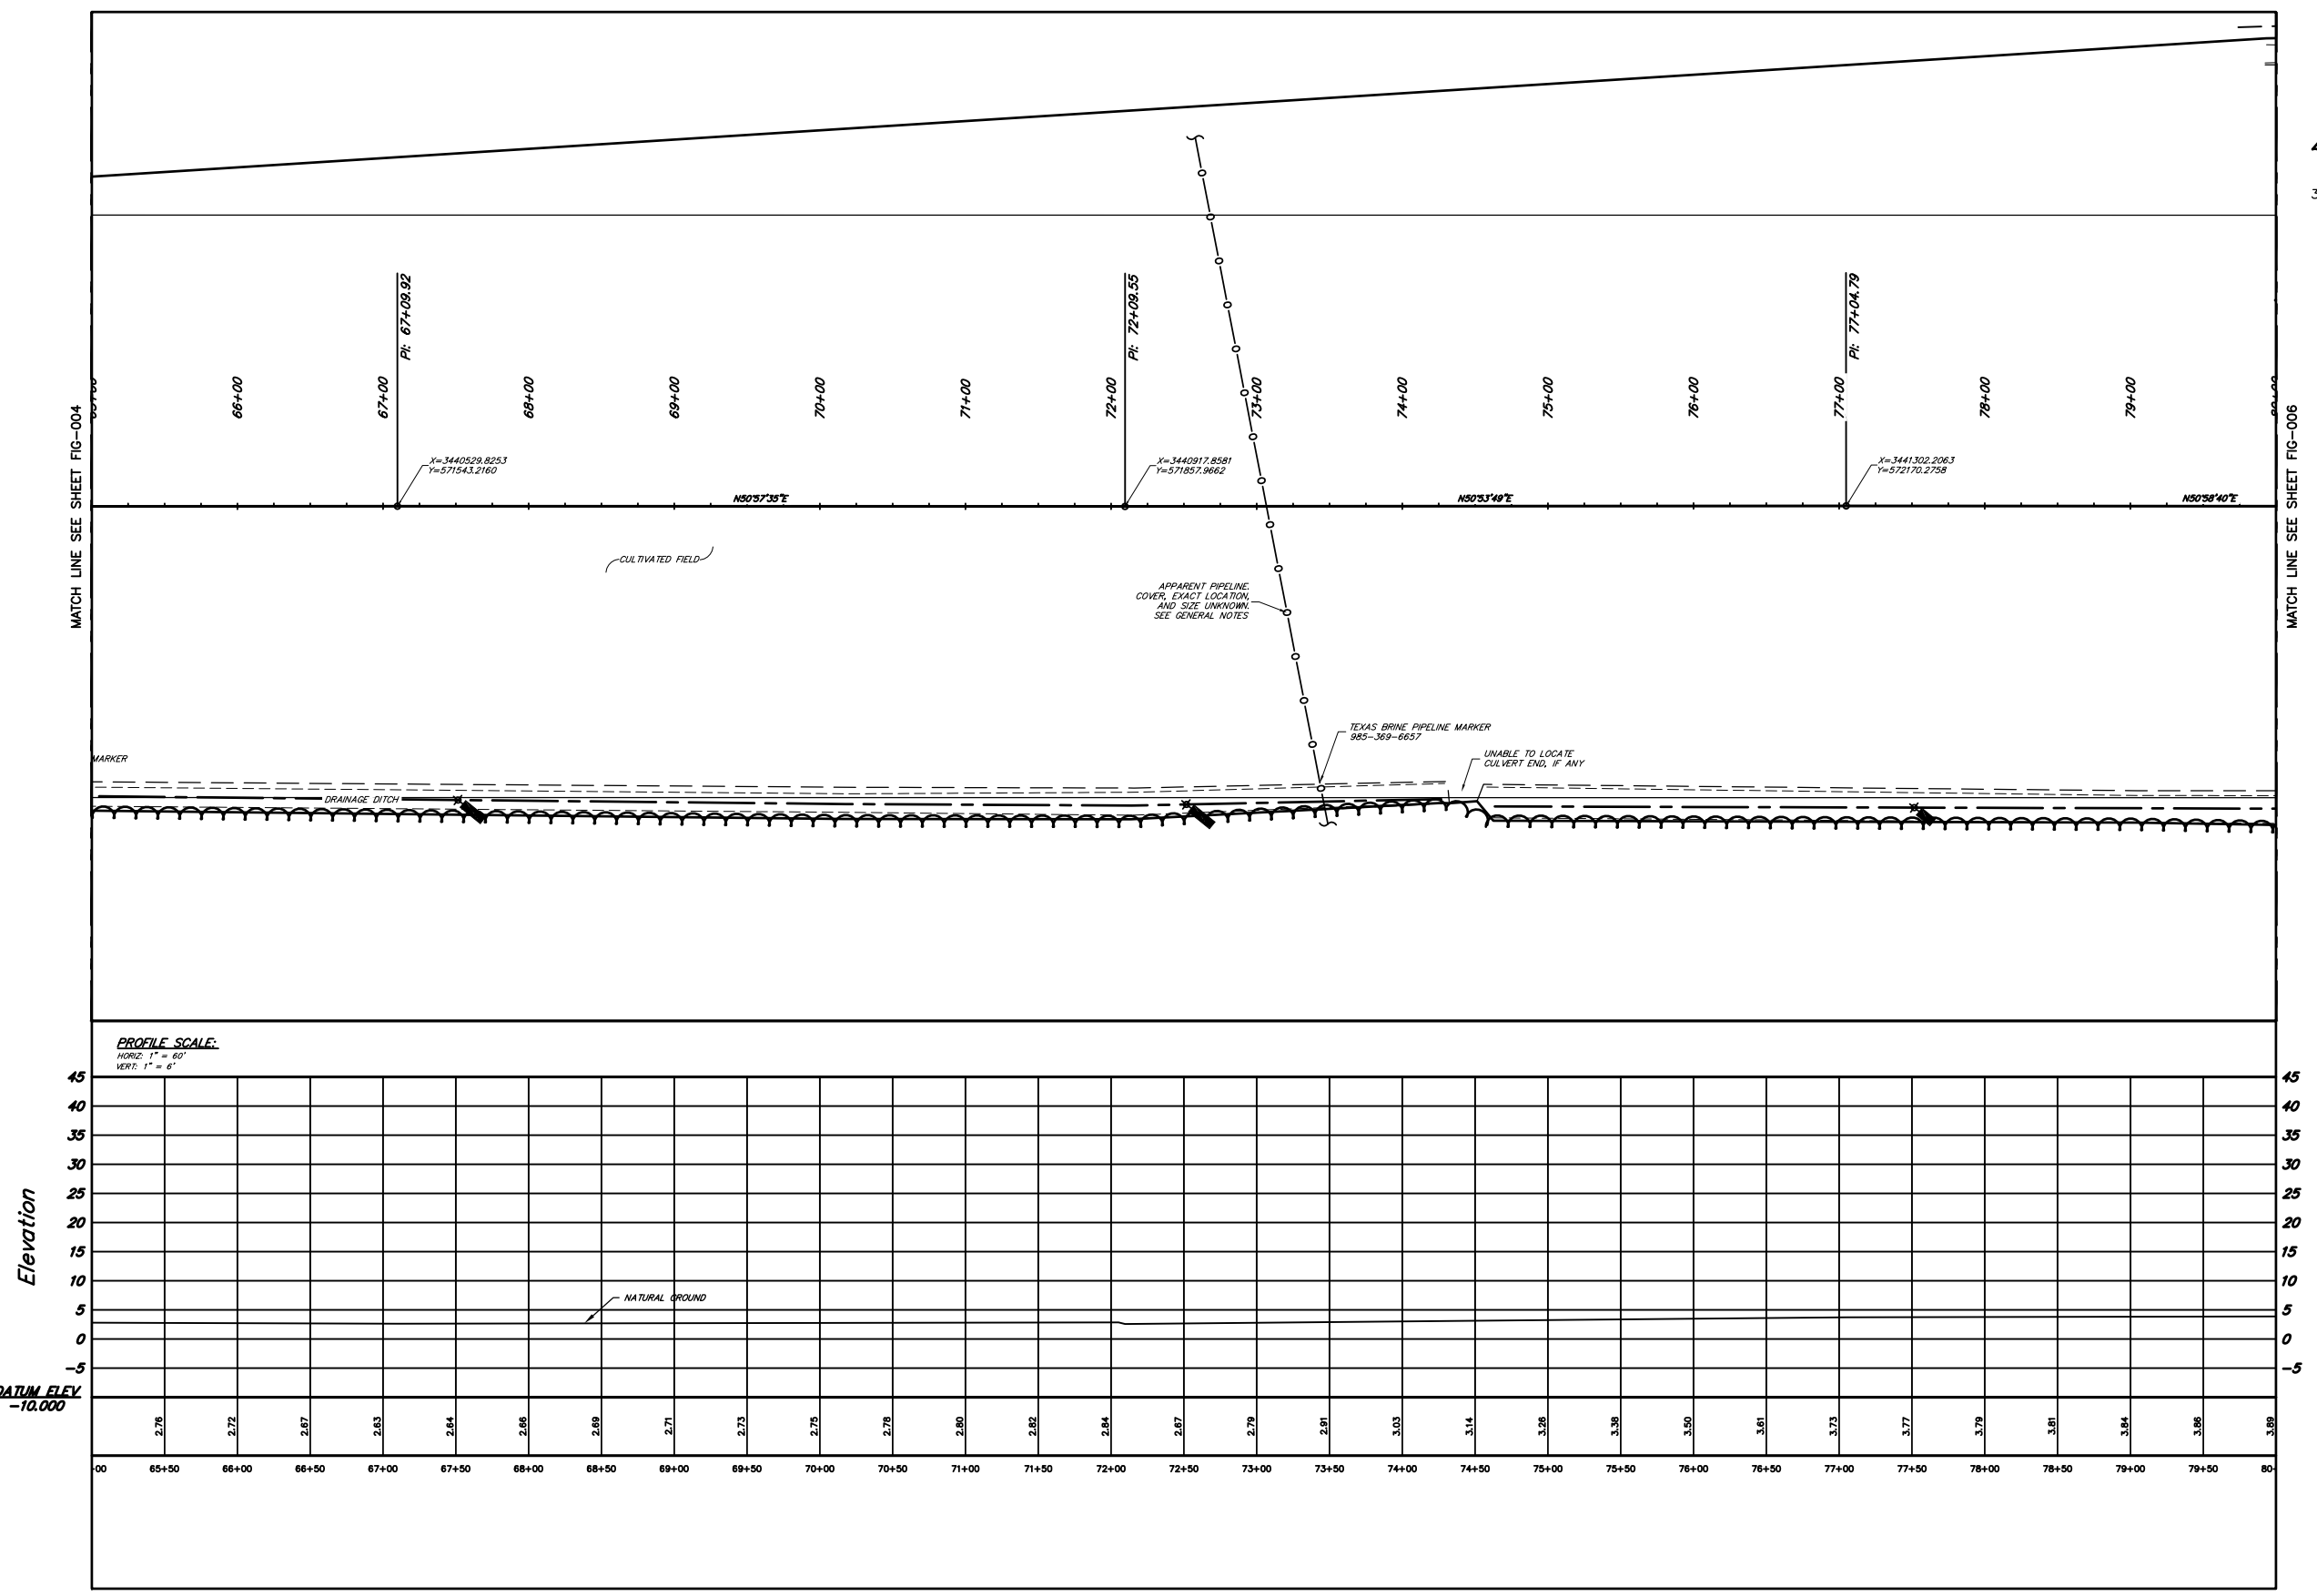 PI: 67+09.92
PI: 72+09.55
PI: 77+04.79
66+00
67+00
68+00
69+00
70+00
71+00
72+00
73+00
74+00
75+00
76+00
77+00
78+00
79+00
MATCH LINE SEE SHEET FIG-004
MATCH LINE SEE SHEET FIG-006
X=3440529.8253
Y=571543.2160
X=3440917.8581
Y=571857.9662
X=3441302.2063
Y=572170.2758
N50°57'35"E
N50°53'49"E
N50°58'40"E
CULTIVATED FIELD
APPARENT PIPELINE.
COVER, EXACT LOCATION,
AND SIZE UNKNOWN.
SEE GENERAL NOTES
TEXAS BRINE PIPELINE MARKER
985-369-6657
UNABLE TO LOCATE
CULVERT END, IF ANY
MARKER
DRAINAGE DITCH
PROFILE SCALE:
HORIZ: 1" = 60'
VERT: 1" = 6'
45 45
40 40
35 35
30 30
25 25
20 20
15 15
10 10
5 5
0 0
-5 -5
Elevation
NATURAL GROUND
DATUM ELEV
-10.000
2.76 2.72 2.67 2.63 2.64 2.66 2.69 2.71 2.73 2.75 2.78 2.80 2.82 2.84 2.67 2.79 2.91 3.03 3.14 3.26 3.38 3.50 3.61 3.73 3.77 3.79 3.81 3.84 3.86 3.89
+00 65+50 66+00 66+50 67+00 67+50 68+00 68+50 69+00 69+50 70+00 70+50 71+00 71+50 72+00 72+50 73+00 73+50 74+00 74+50 75+00 75+50 76+00 76+50 77+00 77+50 78+00 78+50 79+00 79+50 80